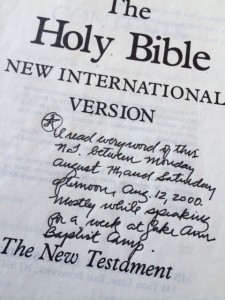 The
Holy Bible
NEW INTERNATIONAL
VERSION
I read every word of this
N.T. between Monday
August 7th, and Saturday
afternoon, Aug. 12, 2000.
Mostly while speaking
for a week at Lake Ann
Baptist Camp.
The New Testament